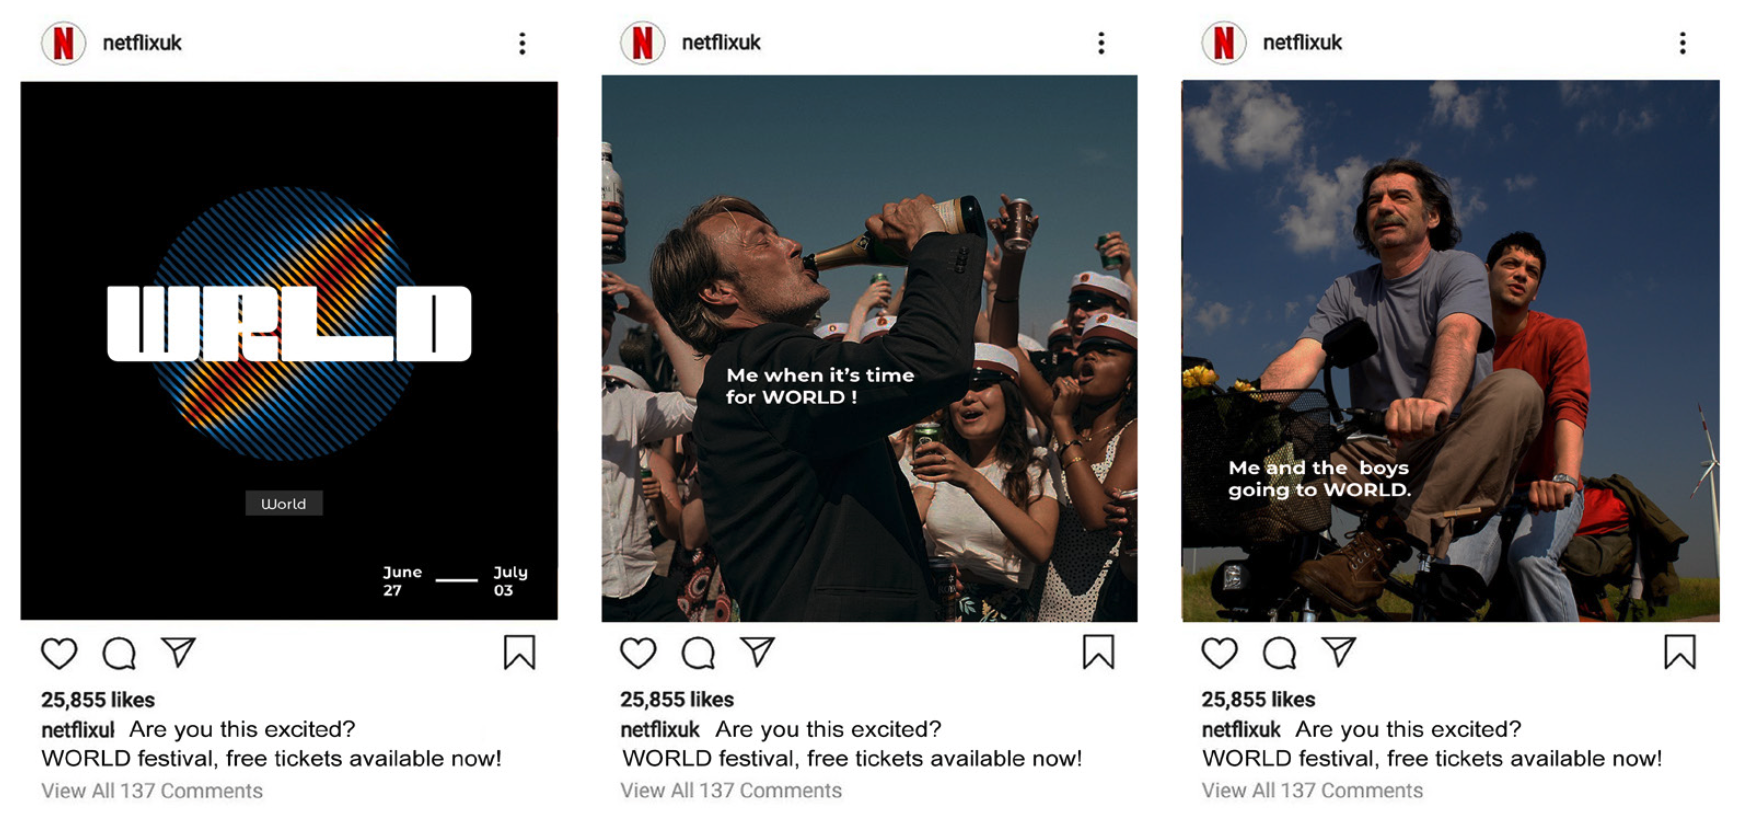 netflixuk
WRLD
World
June
27
July
03
25,855 likes
netflixul Are you this excited?
WORLD festival, free tickets available now!
View All 137 Comments
netflixuk
Me when it's time
for WORLD !
25,855 likes
netflixuk Are you this excited?
WORLD festival, free tickets available now!
View All 137 Comments
netflixuk
Me and the boys
going to WORLD.
25,855 likes
netflixuk Are you this excited?
WORLD festival, free tickets available now!
View All 137 Comments